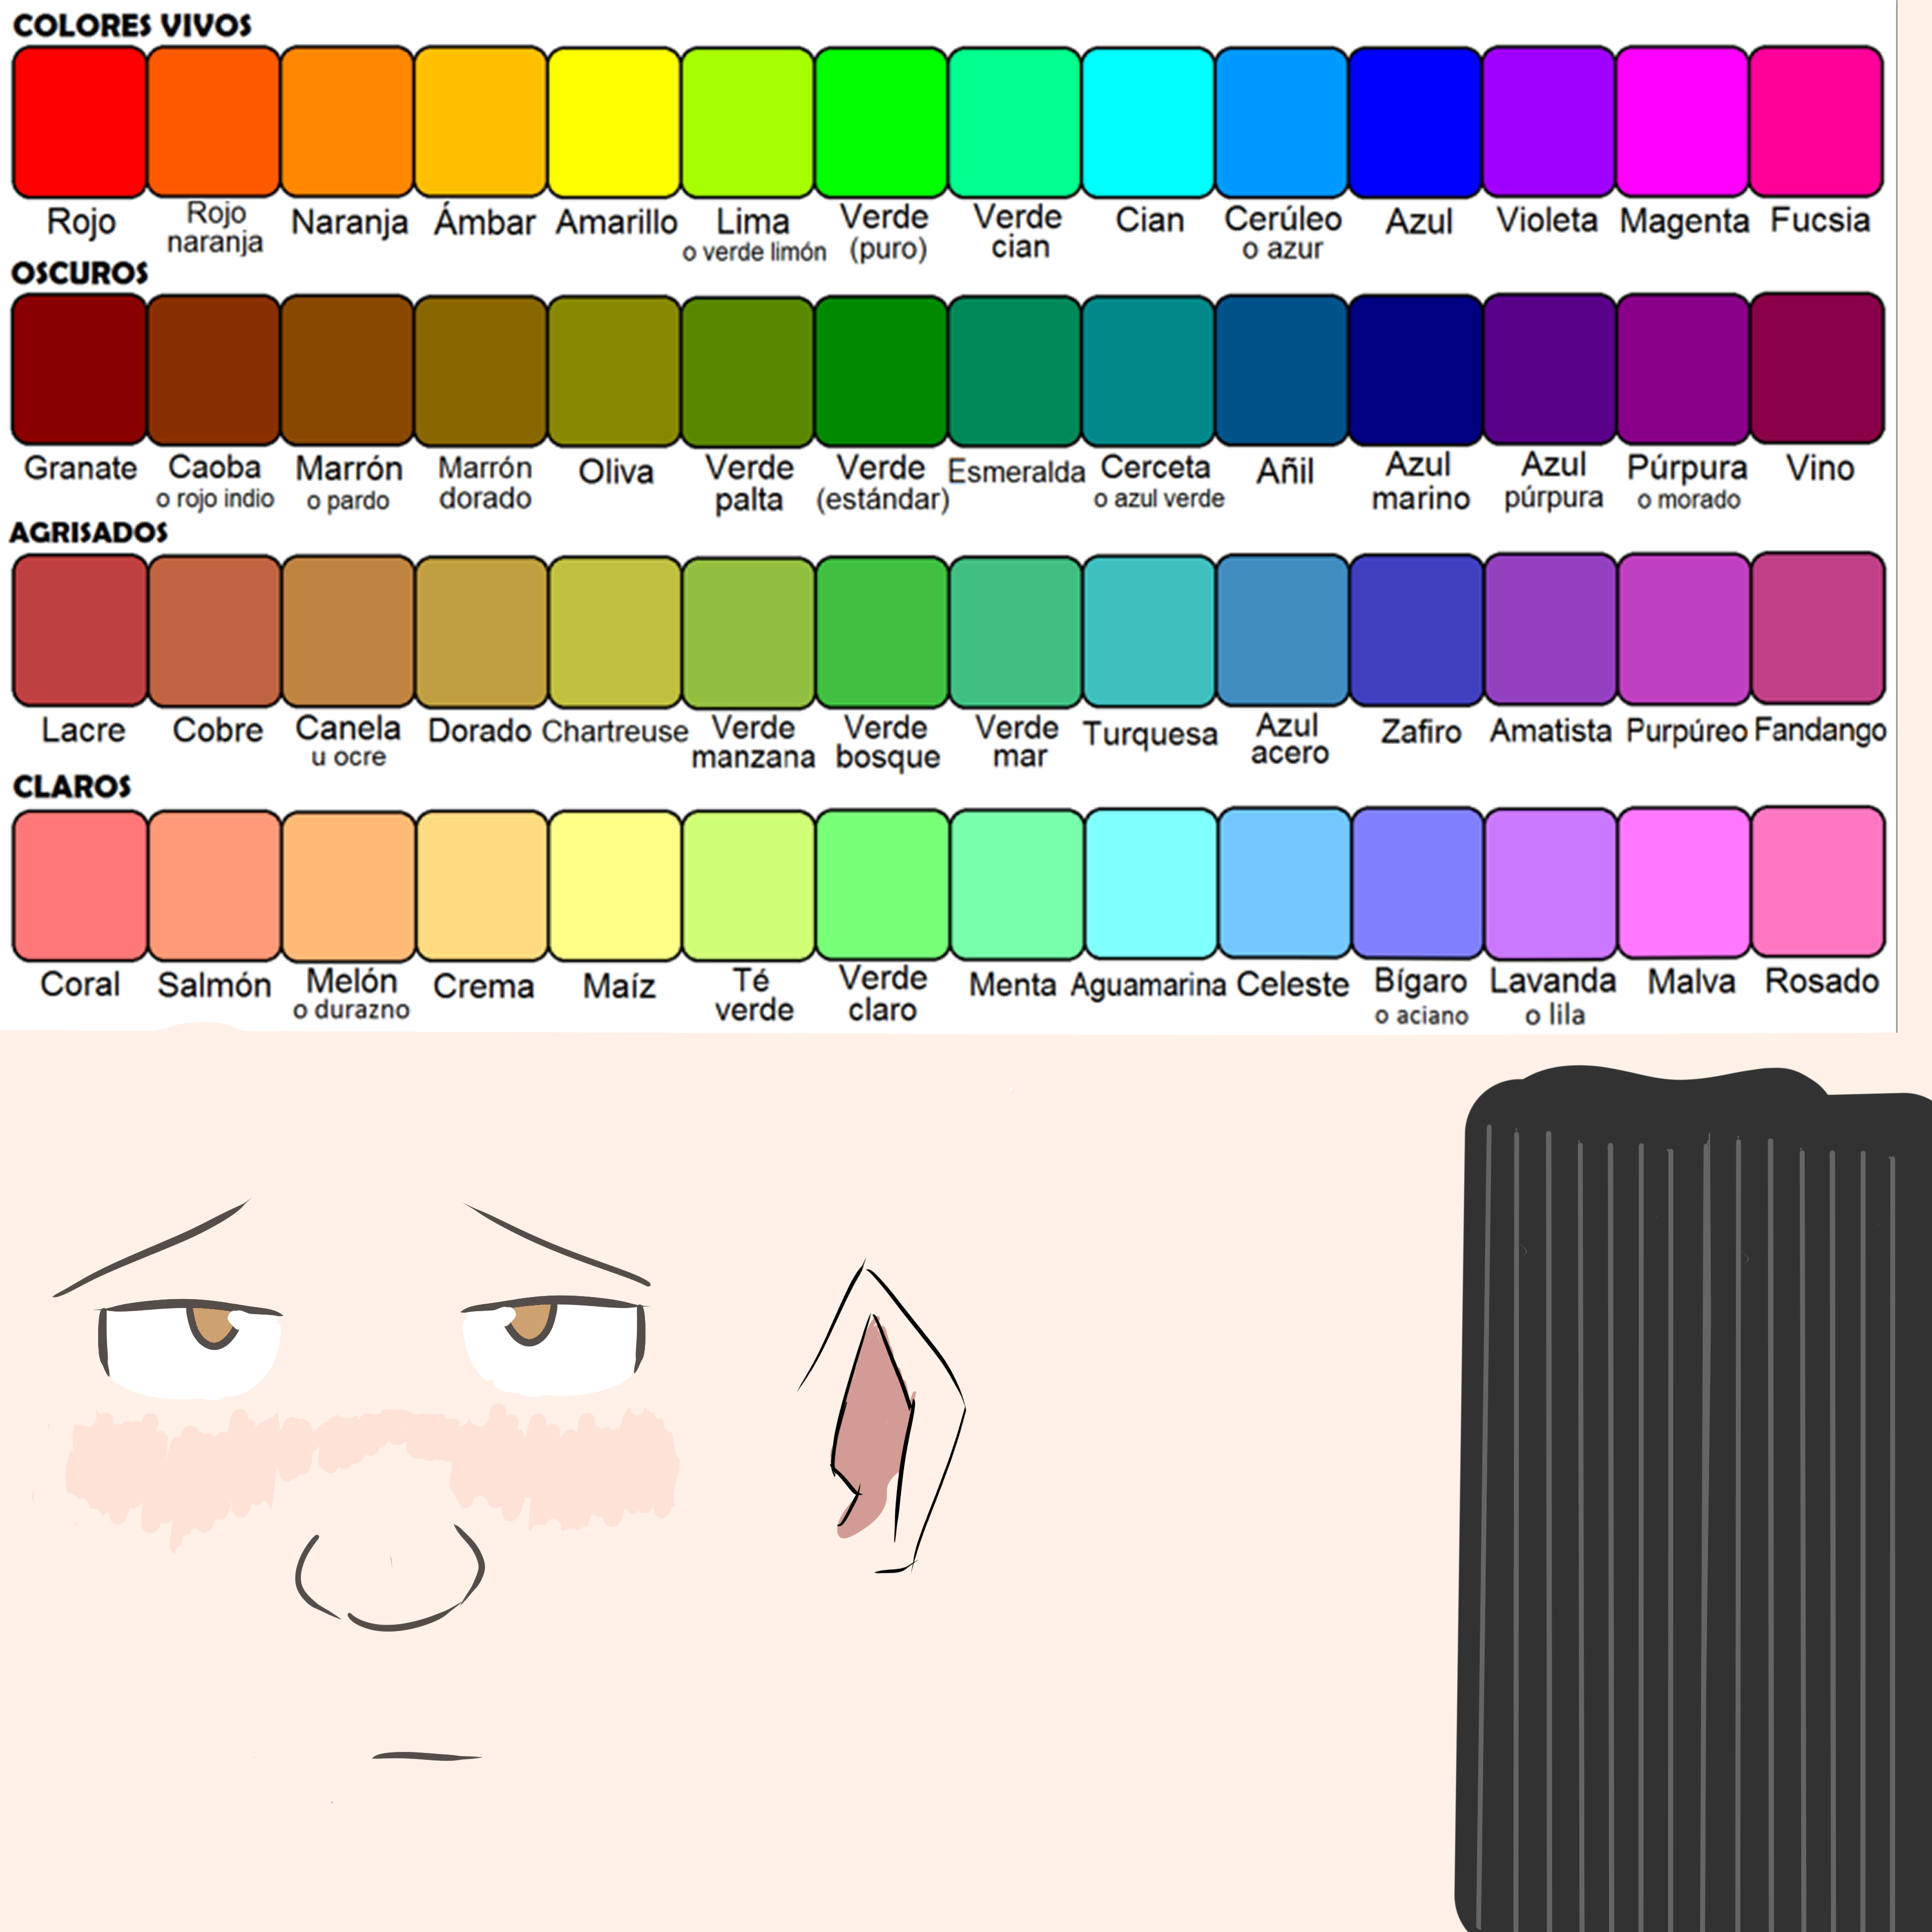 COLORES VIVOS
Rojo
Rojo naranja
Naranja
Ámbar
Amarillo
Lima
o verde limón
Verde
(puro)
Verde
cian
Cian
Cerúleo
o azur
Azul
Violeta
Magenta
Fucsia
OSCUROS
Granate
Caoba
o rojo indio
Marrón
o pardo
Marrón
dorado
Oliva
Verde
palta
Verde
(estándar)
Esmeralda
Cerceta
o azul verde
Añil
Azul
marino
Azul
púrpura
Púrpura
o morado
Vino
AGRISADOS
Lacre
Cobre
Canela
u ocre
Dorado
Chartreuse
Verde
manzana
Verde
bosque
Verde
mar
Turquesa
Azul
acero
Zafiro
Amatista
Purpúreo
Fandango
CLAROS
Coral
Salmón
Melón
o durazno
Crema
Maíz
Té
verde
Verde
claro
Menta
Aguamarina
Celeste
Bígaro
o aciano
Lavanda
o lila
Malva
Rosado